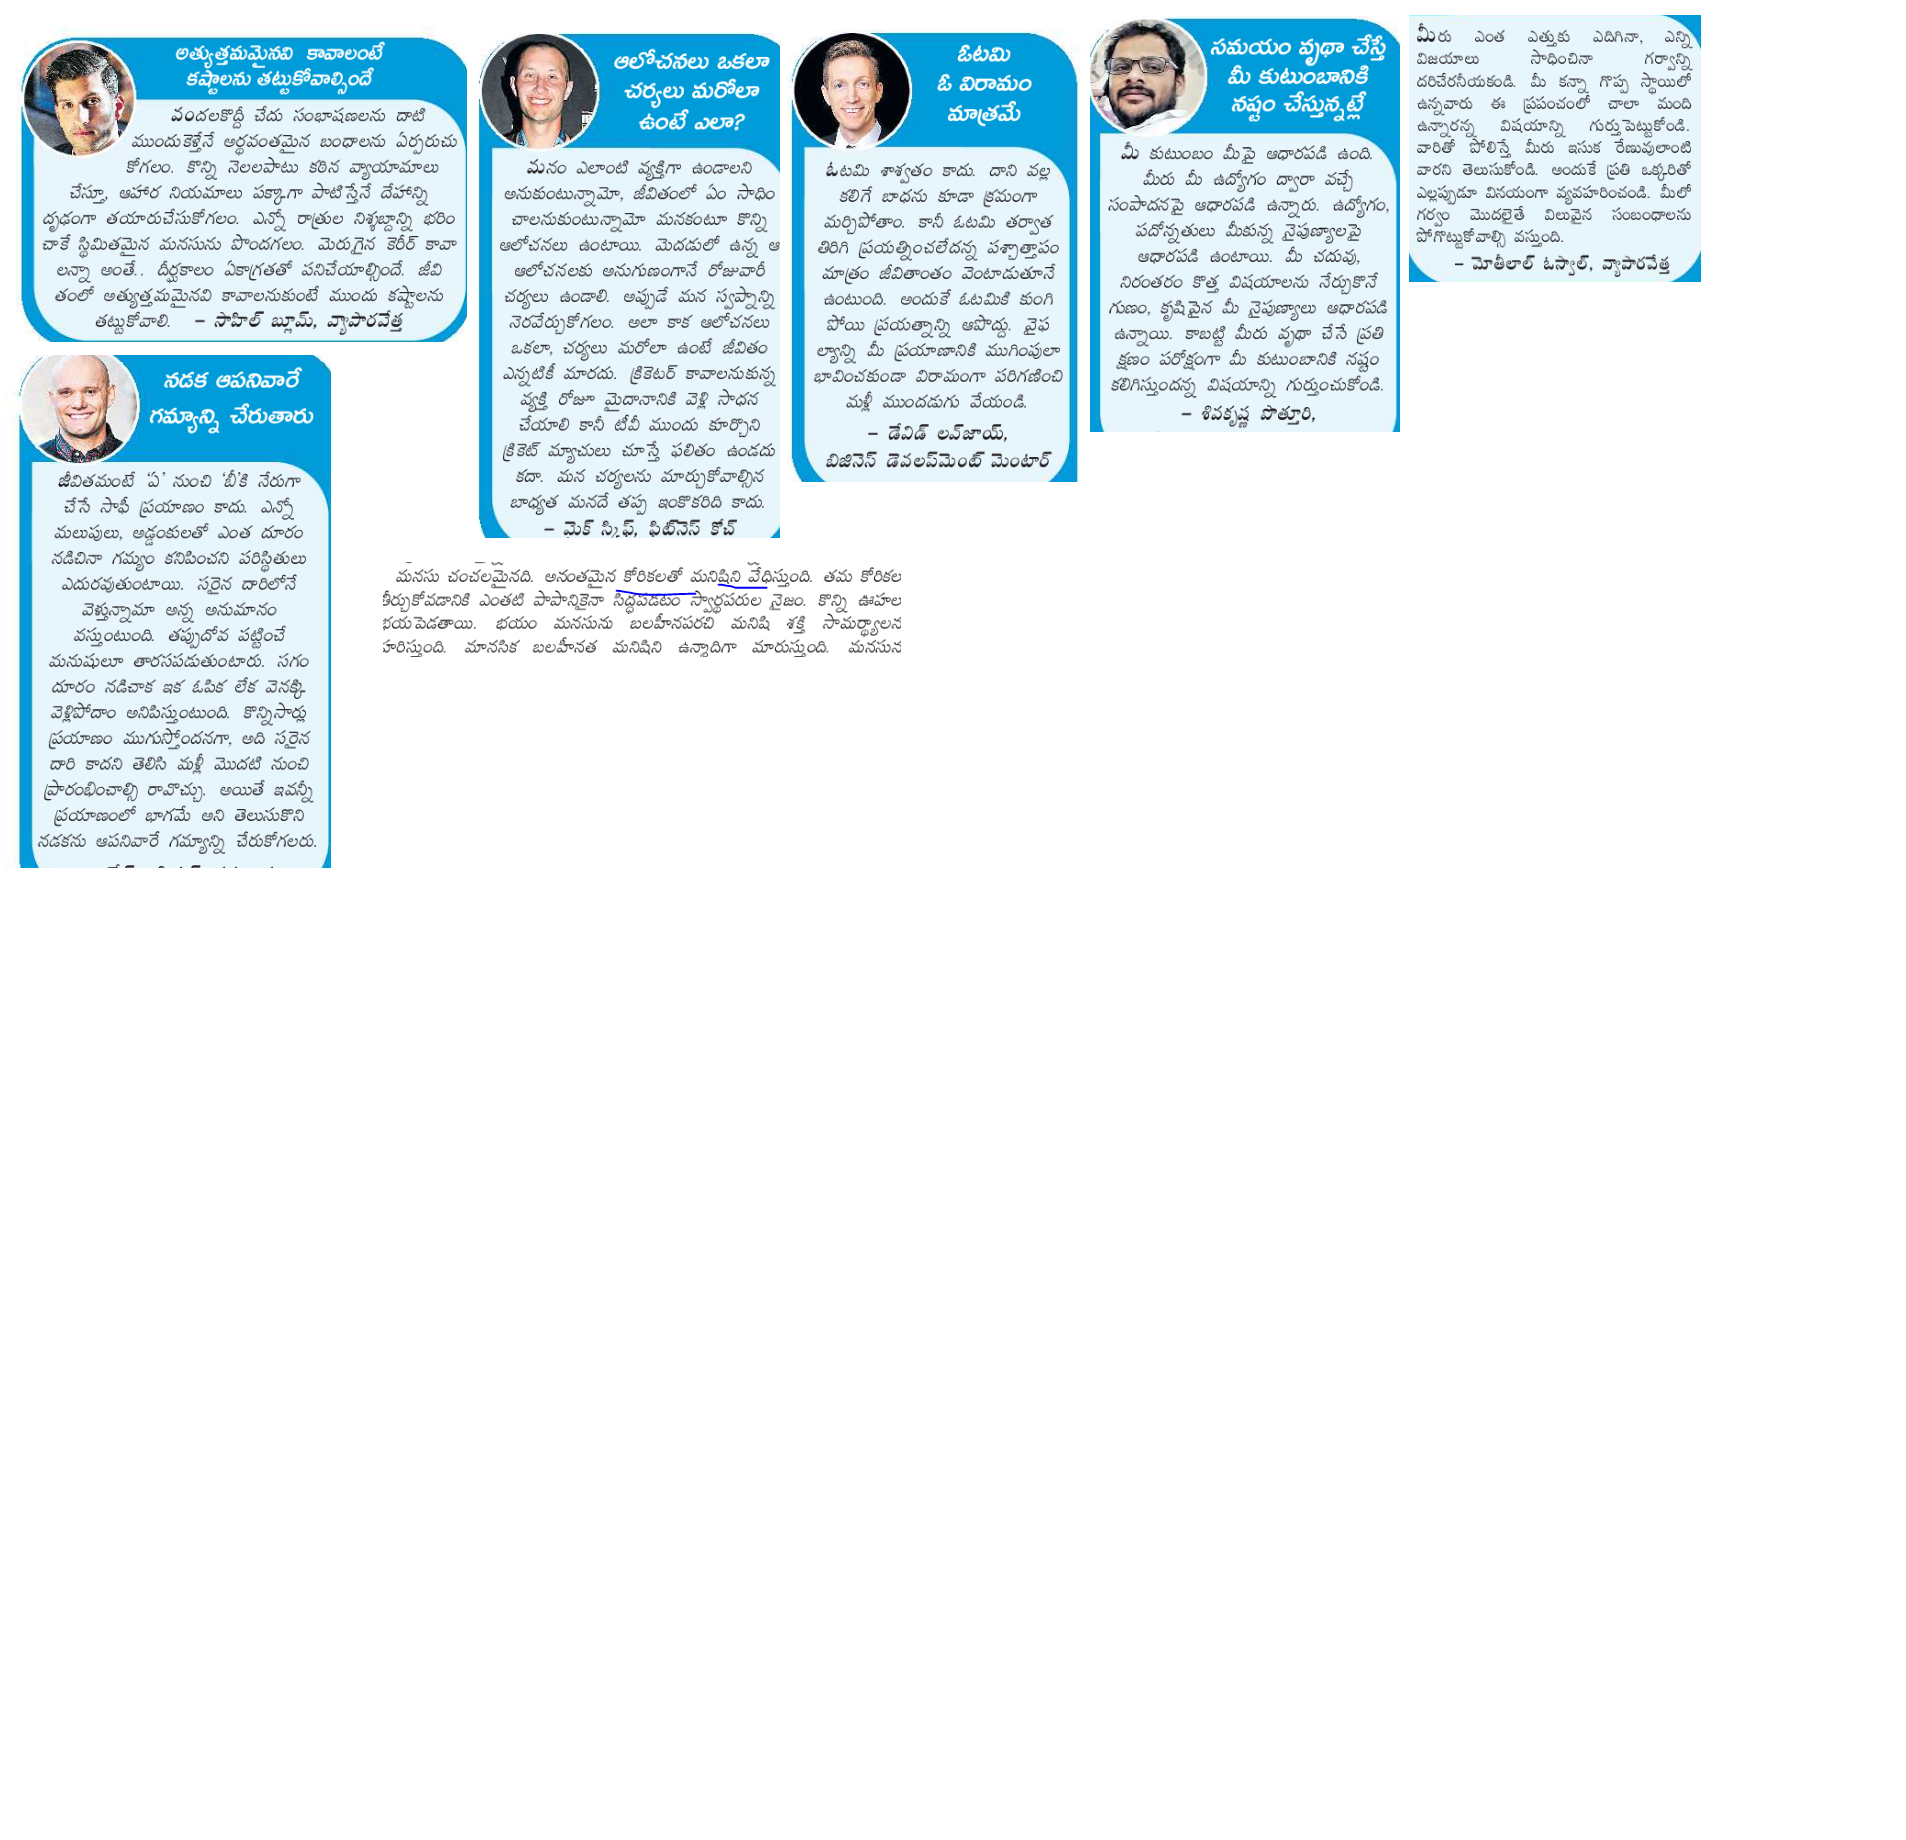 అత్యుత్తమమైనవి కావాలంటే
కష్టాలను తట్టుకోవాల్సిందే
వందలకొద్దీ చేదు సంభాషణలను దాటి
ముందుకెళ్తేనే అర్థవంతమైన బంధాలను ఏర్పరుచు
కోగలం. కొన్ని నెలలపాటు కఠిన వ్యాయామాలు
చేస్తూ, ఆహార నియమాలు పక్కాగా పాటిస్తేనే దేహాన్ని
దృఢంగా తయారుచేసుకోగలం. ఎన్నో రాత్రుల నిశ్శబ్దాన్ని భరిం
చాకే స్థిమితమైన మనసును పొందగలం. మెరుగైన కెరీర్ కావా
లన్నా అంతే.. దీర్ఘకాలం ఏకాగ్రతతో పనిచేయాల్సిందే. జీవి
తంలో అత్యుత్తమమైనవి కావాలనుకుంటే ముందు కష్టాలను
తట్టుకోవాలి. – సాహిల్ బ్లూమ్, వ్యాపారవేత్త
ఆలోచనలు ఒకలా
చర్యలు మరోలా
ఉంటే ఎలా?
మనం ఎలాంటి వ్యక్తిగా ఉండాలని
అనుకుంటున్నామో, జీవితంలో ఏం సాధిం
చాలనుకుంటున్నామో మనకంటూ కొన్ని
ఆలోచనలు ఉంటాయి. మెదడులో ఉన్న ఆ
ఆలోచనలకు అనుగుణంగానే రోజువారీ
చర్యలు ఉండాలి. అప్పుడే మన స్వప్నాన్ని
నెరవేర్చుకోగలం. అలా కాక ఆలోచనలు
ఒకలా, చర్యలు మరోలా ఉంటే జీవితం
ఎన్నటికీ మారదు. క్రికెటర్ కావాలనుకున్న
వ్యక్తి రోజూ మైదానానికి వెళ్లి సాధన
చేయాలి కానీ టీవీ ముందు కూర్చొని
క్రికెట్ మ్యాచులు చూస్తే ఫలితం ఉండదు
కదా. మన చర్యలను మార్చుకోవాల్సిన
బాధ్యత మనదే తప్ప ఇంకొకరిది కాదు.
– మైక్ స్కిఫ్, ఫిట్‌నెస్ కోచ్
ఓటమి
ఓ విరామం
మాత్రమే
ఓటమి శాశ్వతం కాదు. దాని వల్ల
కలిగే బాధను కూడా క్రమంగా
మర్చిపోతాం. కానీ ఓటమి తర్వాత
తిరిగి ప్రయత్నించలేదన్న పశ్చాత్తాపం
మాత్రం జీవితాంతం వెంటాడుతూనే
ఉంటుంది. అందుకే ఓటమికి కుంగి
పోయి ప్రయత్నాన్ని ఆపొద్దు. వైఫ
ల్యాన్ని మీ ప్రయాణానికి ముగింపులా
భావించకుండా విరామంగా పరిగణించి
మళ్లీ ముందడుగు వేయండి.
– డేవిడ్ లవ్‌జాయ్,
బిజినెస్ డెవలప్‌మెంట్ మెంటార్
సమయం వృథా చేస్తే
మీ కుటుంబానికి
నష్టం చేస్తున్నట్లే
మీ కుటుంబం మీపై ఆధారపడి ఉంది.
మీరు మీ ఉద్యోగం ద్వారా వచ్చే
సంపాదనపై ఆధారపడి ఉన్నారు. ఉద్యోగం,
పదోన్నతులు మీకున్న నైపుణ్యాలపై
ఆధారపడి ఉంటాయి. మీ చదువు,
నిరంతరం కొత్త విషయాలను నేర్చుకొనే
గుణం, కృషిపైన మీ నైపుణ్యాలు ఆధారపడి
ఉన్నాయి. కాబట్టి మీరు వృథా చేసే ప్రతి
క్షణం పరోక్షంగా మీ కుటుంబానికి నష్టం
కలిగిస్తుందన్న విషయాన్ని గుర్తుంచుకోండి.
– శివకృష్ణ పొత్తూరి,
మీరు ఎంత ఎత్తుకు ఎదిగినా, ఎన్ని
విజయాలు సాధించినా గర్వాన్ని
దరిచేరనీయకండి. మీ కన్నా గొప్ప స్థాయిలో
ఉన్నవారు ఈ ప్రపంచంలో చాలా మంది
ఉన్నారన్న విషయాన్ని గుర్తుపెట్టుకోండి.
వారితో పోలిస్తే మీరు ఇసుక రేణువులాంటి
వారని తెలుసుకోండి. అందుకే ప్రతి ఒక్కరితో
ఎల్లప్పుడూ వినయంగా వ్యవహరించండి. మీలో
గర్వం మొదలైతే విలువైన సంబంధాలను
పోగొట్టుకోవాల్సి వస్తుంది.
– మోతీలాల్ ఓస్వాల్, వ్యాపారవేత్త
నడక ఆపనివారే
గమ్యాన్ని చేరుతారు
జీవితమంటే ‘ఏ’ నుంచి ‘బీ’కి నేరుగా
చేసే సాఫీ ప్రయాణం కాదు. ఎన్నో
మలుపులు, అడ్డంకులతో ఎంత దూరం
నడిచినా గమ్యం కనిపించని పరిస్థితులు
ఎదురవుతుంటాయి. సరైన దారిలోనే
వెళ్తున్నామా అన్న అనుమానం
వస్తుంటుంది. తప్పుదోవ పట్టించే
మనుషులూ తారసపడుతుంటారు. సగం
దూరం నడిచాక ఇక ఓపిక లేక వెనక్కి
వెళ్లిపోదాం అనిపిస్తుంటుంది. కొన్నిసార్లు
ప్రయాణం ముగుస్తోందనగా, అది సరైన
దారి కాదని తెలిసి మళ్లీ మొదటి నుంచి
ప్రారంభించాల్సి రావొచ్చు. అయితే ఇవన్నీ
ప్రయాణంలో భాగమే అని తెలుసుకొని
నడకను ఆపనివారే గమ్యాన్ని చేరుకోగలరు.
మనసు చంచలమైనది. అనంతమైన కోరికలతో మనిషిని వేధిస్తుంది. తమ కోరికల
తీర్చుకోవడానికి ఎంతటి పాపానికైనా సిద్ధపడటం స్వార్థపరుల నైజం. కొన్ని ఊహల
భయపెడతాయి. భయం మనసును బలహీనపరచి మనిషి శక్తి సామర్థ్యాలన
హరిస్తుంది. మానసిక బలహీనత మనిషిని ఉన్మాదిగా మారుస్తుంది. మనసున